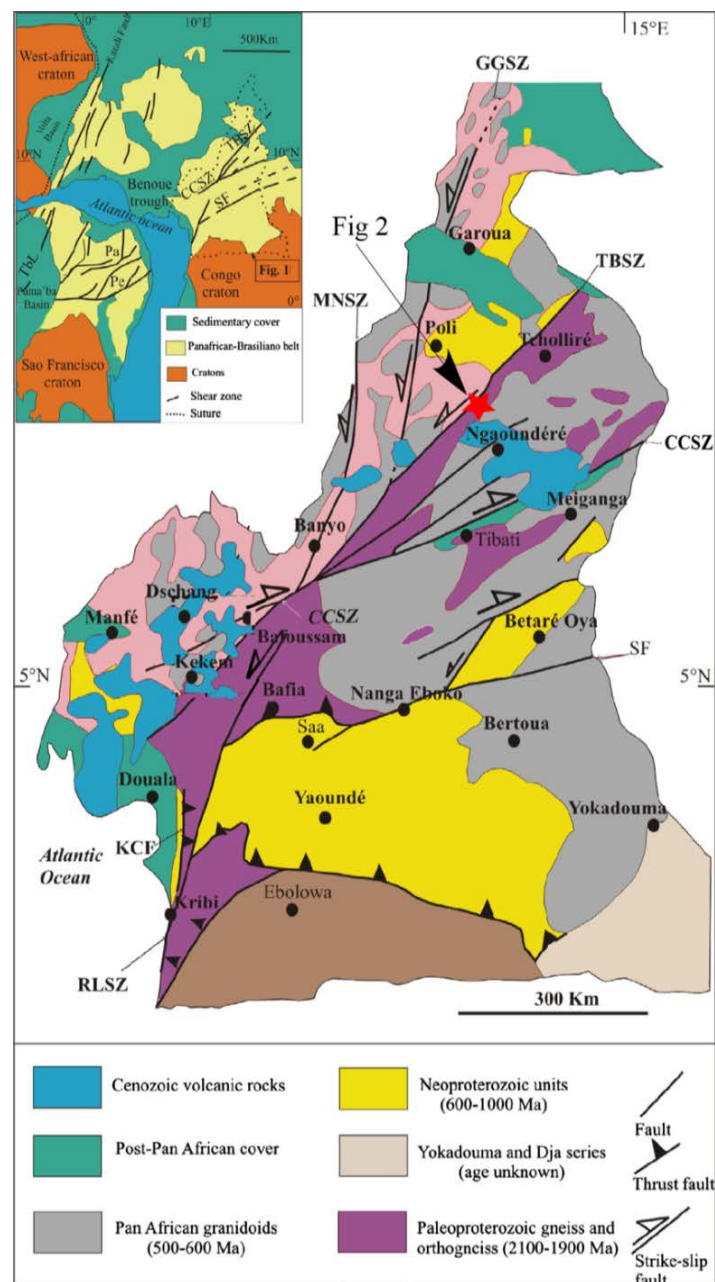 0°
10°E
500Km
West-african
craton
Kandi Fault
Volta
Basin
10°N
10°N
TBSZ
CCSZ
SF
Benoue
trough
Atlantic ocean
TbL
Pa
Pe
Basin
Congo
craton
Fig. 1
0°
Sao Francisco
craton
Sedimentary cover
Panafrican-Brasiliano belt
Cratons
Shear zone
Suture
15°E
GGSZ
Fig 2
Garoua
TBSZ
MNSZ
Poli
Tcholliré
Ngaoundéré
CCSZ
Meiganga
Banyo
Tibati
Dschang
Manfé
CCSZ
Bafoussam
Betaré Oya
Kekem
SF
5°N
5°N
Bafia
Nanga Eboko
Saa
Bertoua
Douala
Yaoundé
Yokadouma
Atlantic
Ocean
KCF
Kribi
Ebolowa
RLSZ
300 Km
Cenozoic volcanic rocks
Neoproterozoic units
(600-1000 Ma)
Fault
Post-Pan African cover
Yokadouma and Dja series
(age unknown)
Thrust fault
Pan African granidoids
(500-600 Ma)
Paleoproterozoic gneiss and
orthogneiss (2100-1900 Ma)
Strike-slip
fault